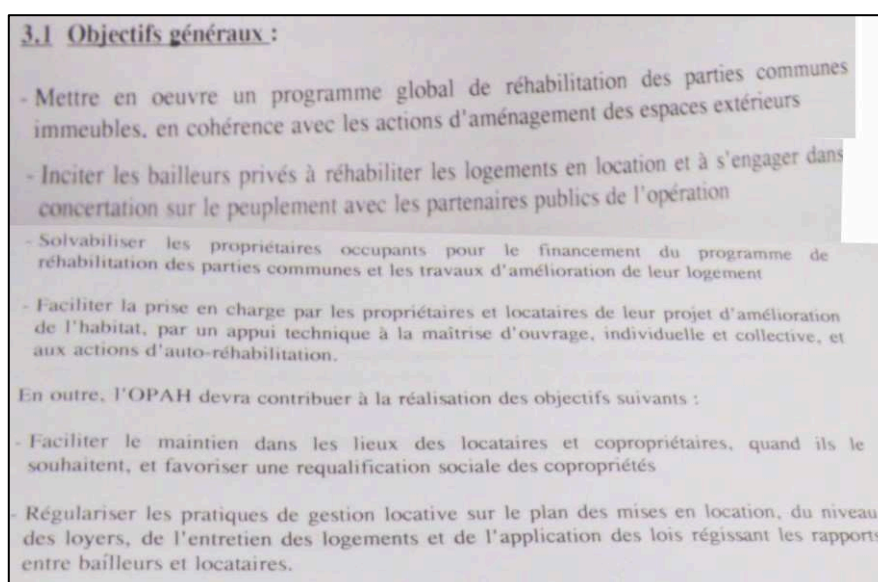 3.1 Objectifs généraux :
- Mettre en oeuvre un programme global de réhabilitation des parties communes
immeubles, en cohérence avec les actions d'aménagement des espaces extérieurs
- Inciter les bailleurs privés à réhabiliter les logements en location et à s'engager dans
concertation sur le peuplement avec les partenaires publics de l'opération
- Solvabiliser les propriétaires occupants pour le financement du programme de
réhabilitation des parties communes et les travaux d'amélioration de leur logement
- Faciliter la prise en charge par les propriétaires et locataires de leur projet d'amélioration
de l'habitat, par un appui technique à la maîtrise d'ouvrage, individuelle et collective, et
aux actions d'auto-réhabilitation.
En outre, l'OPAH devra contribuer à la réalisation des objectifs suivants :
- Faciliter le maintien dans les lieux des locataires et copropriétaires, quand ils le
souhaitent, et favoriser une requalification sociale des copropriétés
- Régulariser les pratiques de gestion locative sur le plan des mises en location, du niveau
des loyers, de l'entretien des logements et de l'application des lois régissant les rapports
entre bailleurs et locataires.